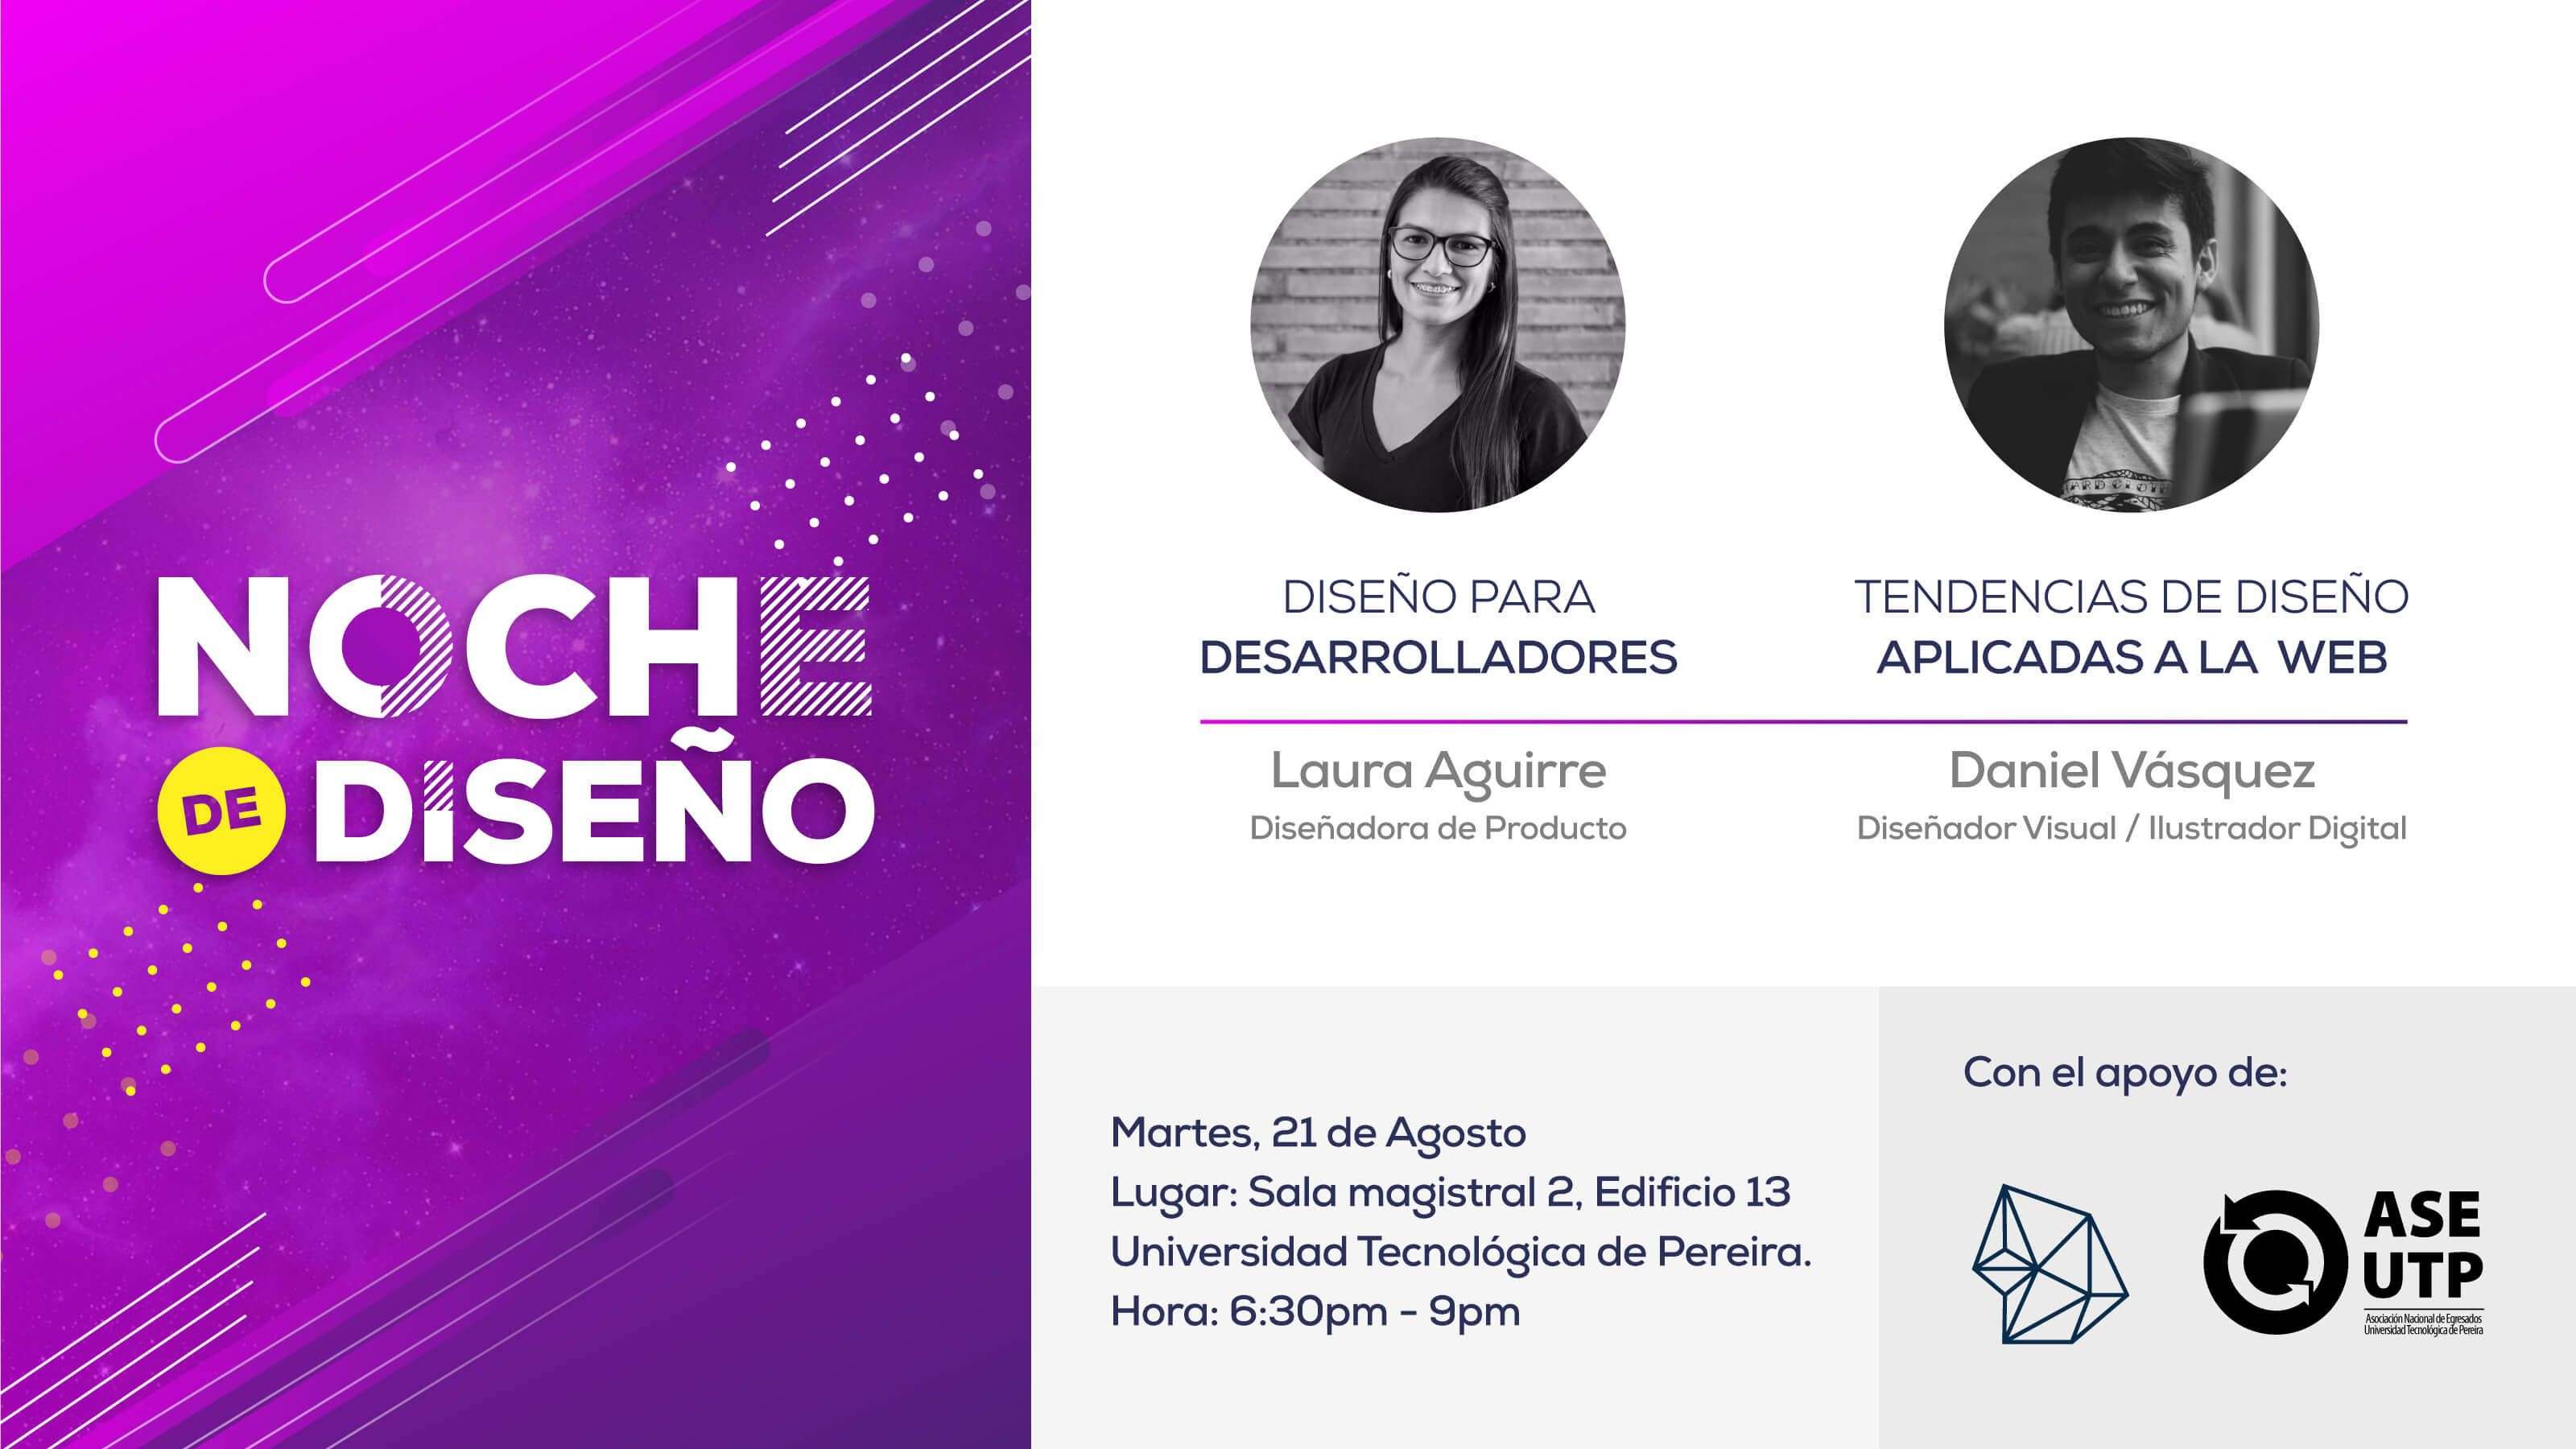 NOCHE
DE DISEÑO
DISEÑO PARA
DESARROLLADORES
Laura Aguirre
Diseñadora de Producto
TENDENCIAS DE DISEÑO
APLICADAS A LA WEB
Daniel Vásquez
Diseñador Visual / Ilustrador Digital
Martes, 21 de Agosto
Lugar: Sala magistral 2, Edificio 13
Universidad Tecnológica de Pereira.
Hora: 6:30pm - 9pm
Con el apoyo de:
ASE
UTP
Asociación Nacional de Egresados
Universidad Tecnológica de Pereira